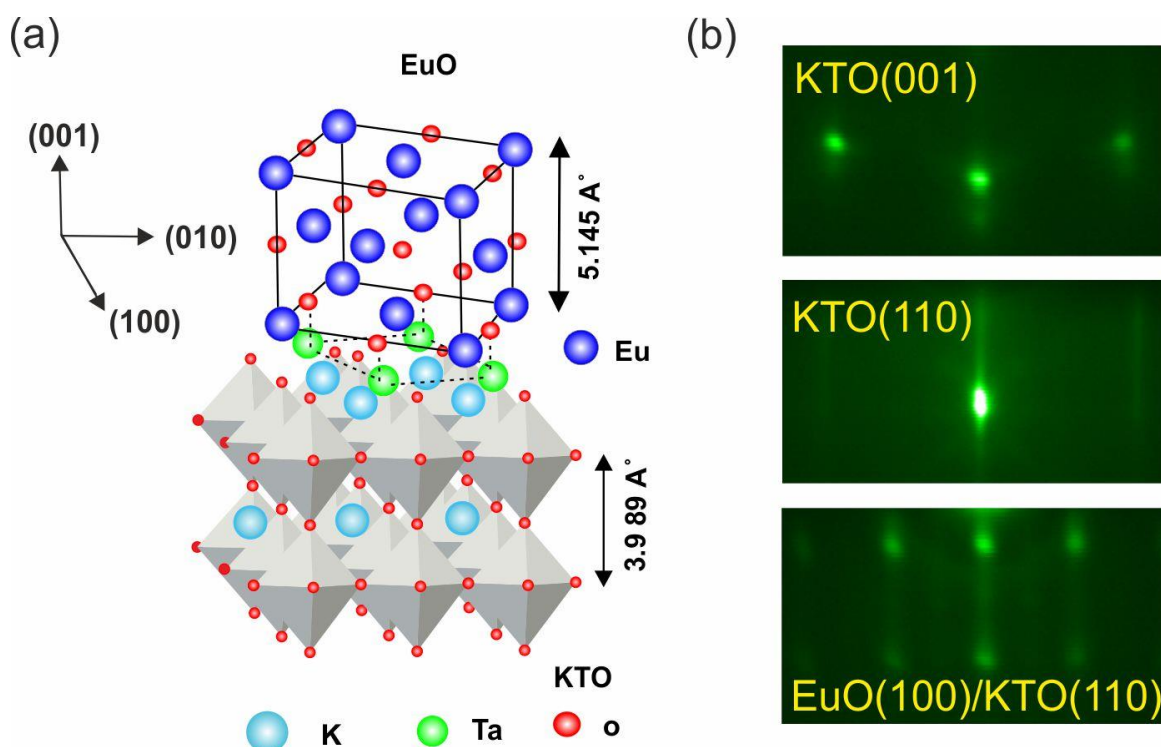 (a)
EuO
(001)
(010)
(100)
5.145 A°
Eu
3.9 89 A°
KTO
K
Ta
o
(b)
KTO(001)
KTO(110)
EuO(100)/KTO(110)